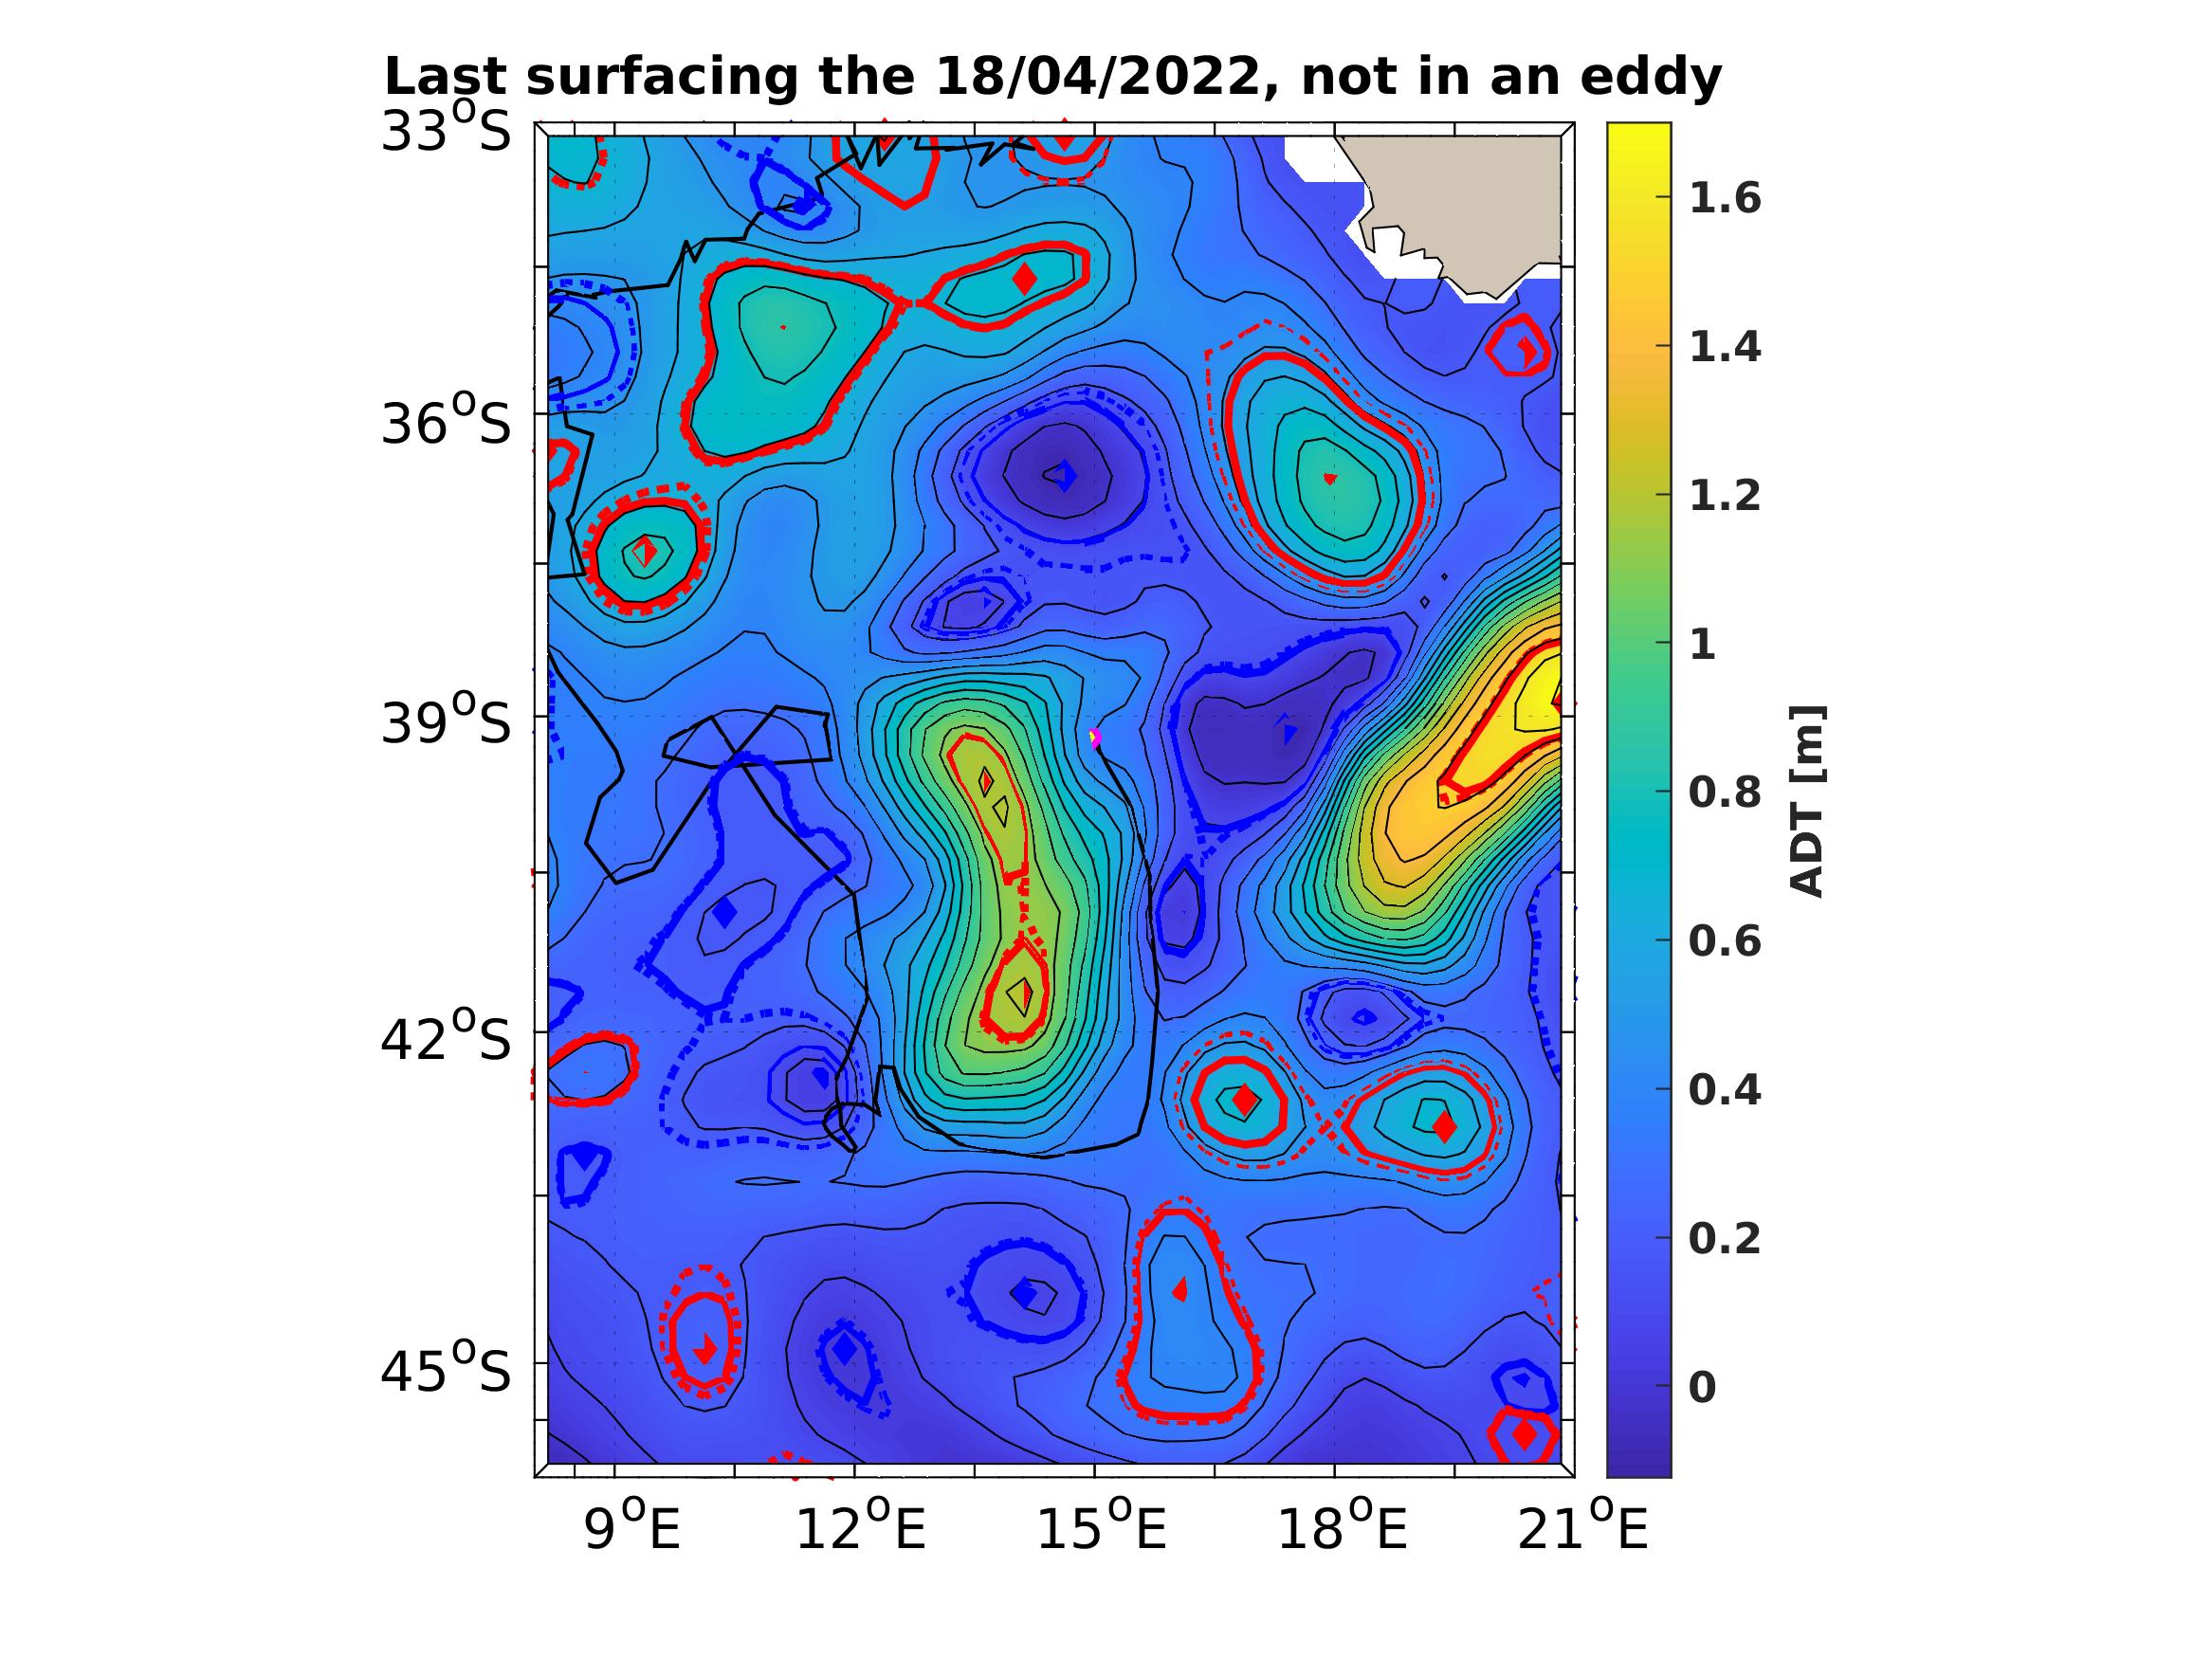 Last surfacing the 18/04/2022, not in an eddy
33°S
36°S
39°S
42°S
45°S
9°E
12°E
15°E
18°E
21°E
1.6
1.4
1.2
1
0.8
0.6
0.4
0.2
0
ADT [m]